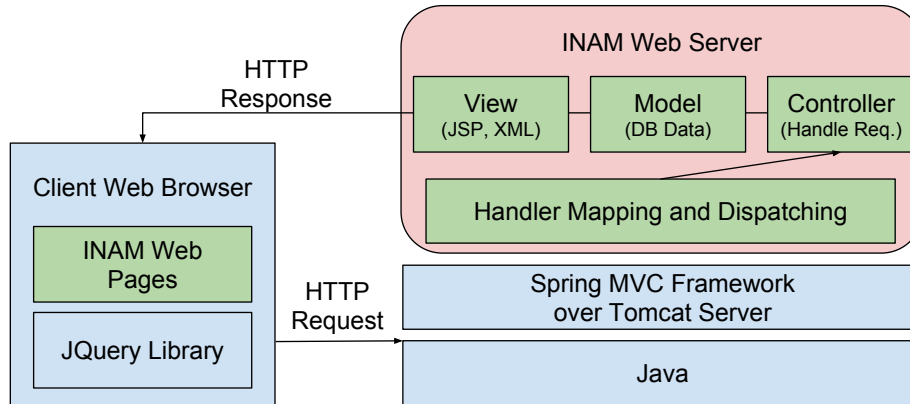 INAM Web Server
HTTP
Response
View
(JSP, XML)
Model
(DB Data)
Controller
(Handle Req.)
Handler Mapping and Dispatching
Client Web Browser
INAM Web
Pages
JQuery Library
HTTP
Request
Spring MVC Framework
over Tomcat Server
Java